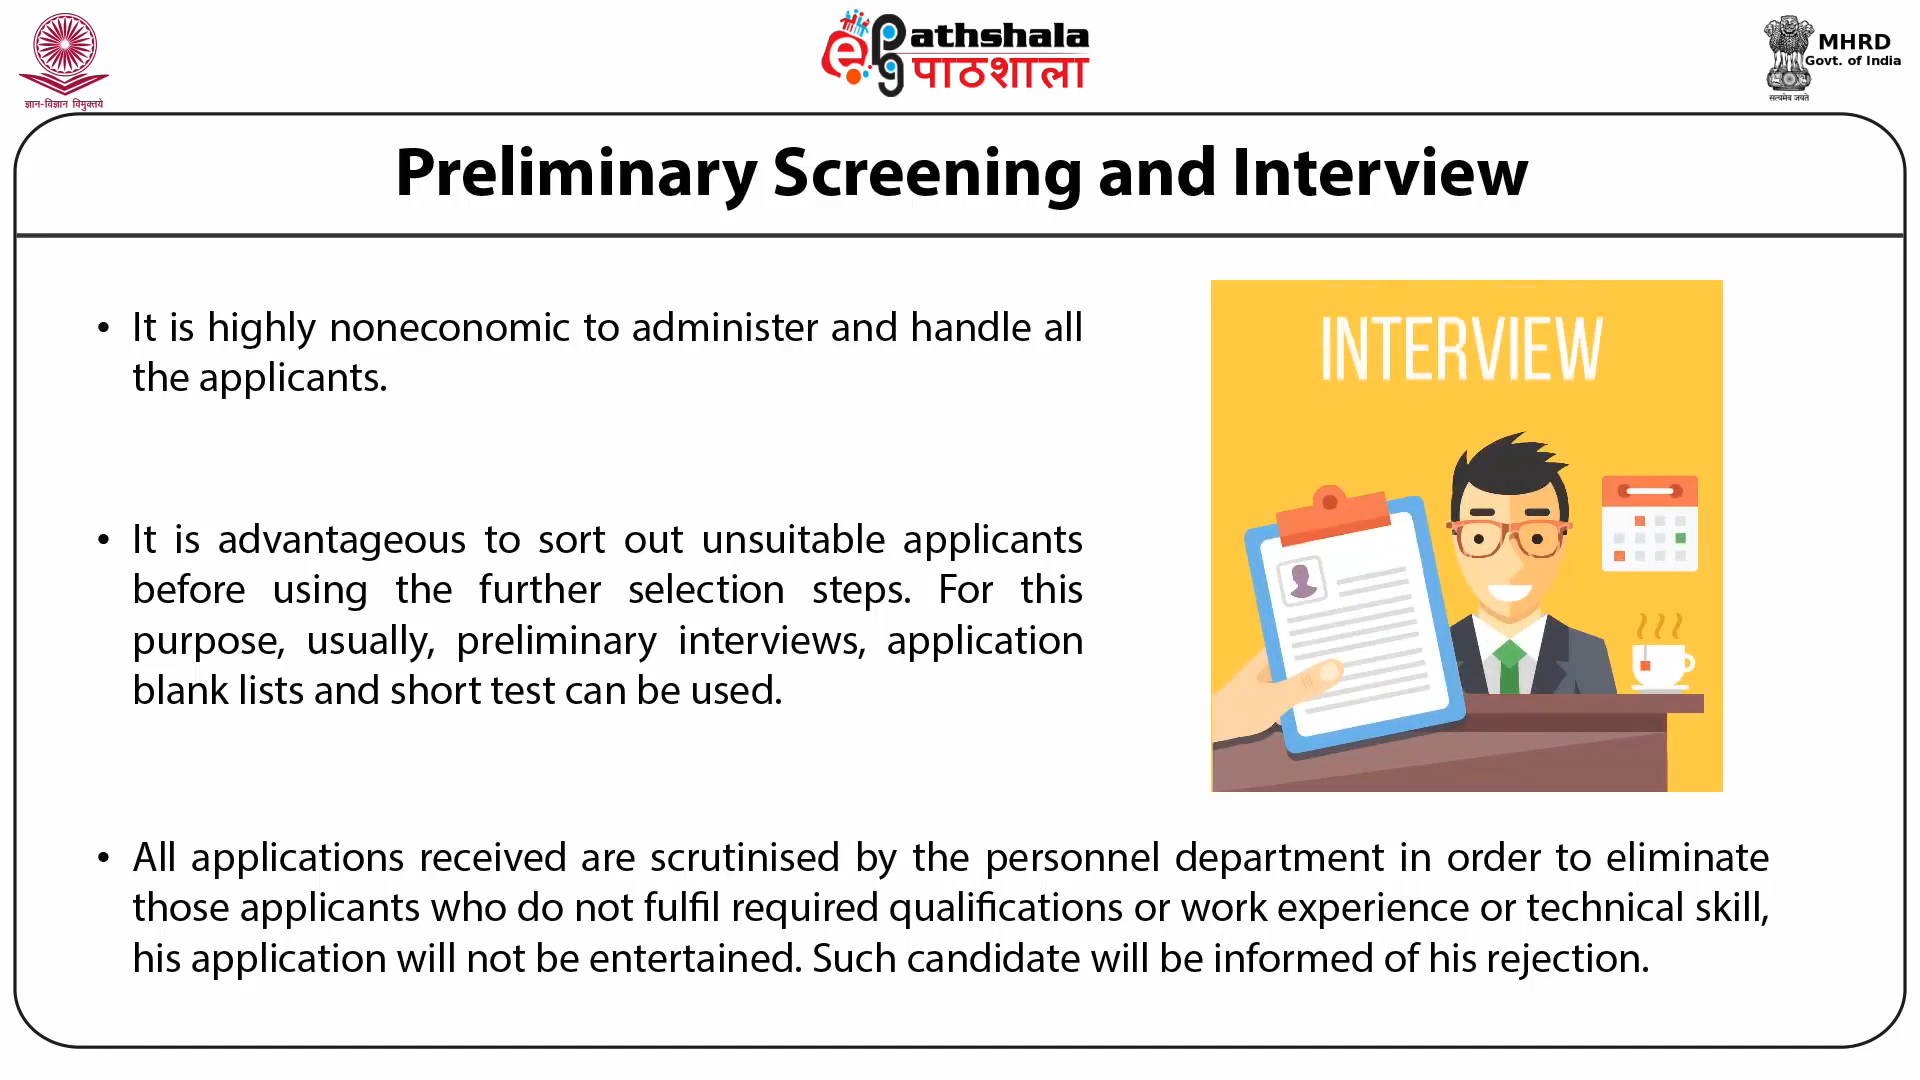 ज्ञान-विज्ञान विमुक्तये
ePG athshala
पाठशाला
MHRD
Govt. of India
सत्यमेव जयते
Preliminary Screening and Interview
• It is highly noneconomic to administer and handle all
the applicants.
INTERVIEW
• It is advantageous to sort out unsuitable applicants
before using the further selection steps. For this
purpose, usually, preliminary interviews, application
blank lists and short test can be used.
• All applications received are scrutinised by the personnel department in order to eliminate
those applicants who do not fulfil required qualifications or work experience or technical skill,
his application will not be entertained. Such candidate will be informed of his rejection.